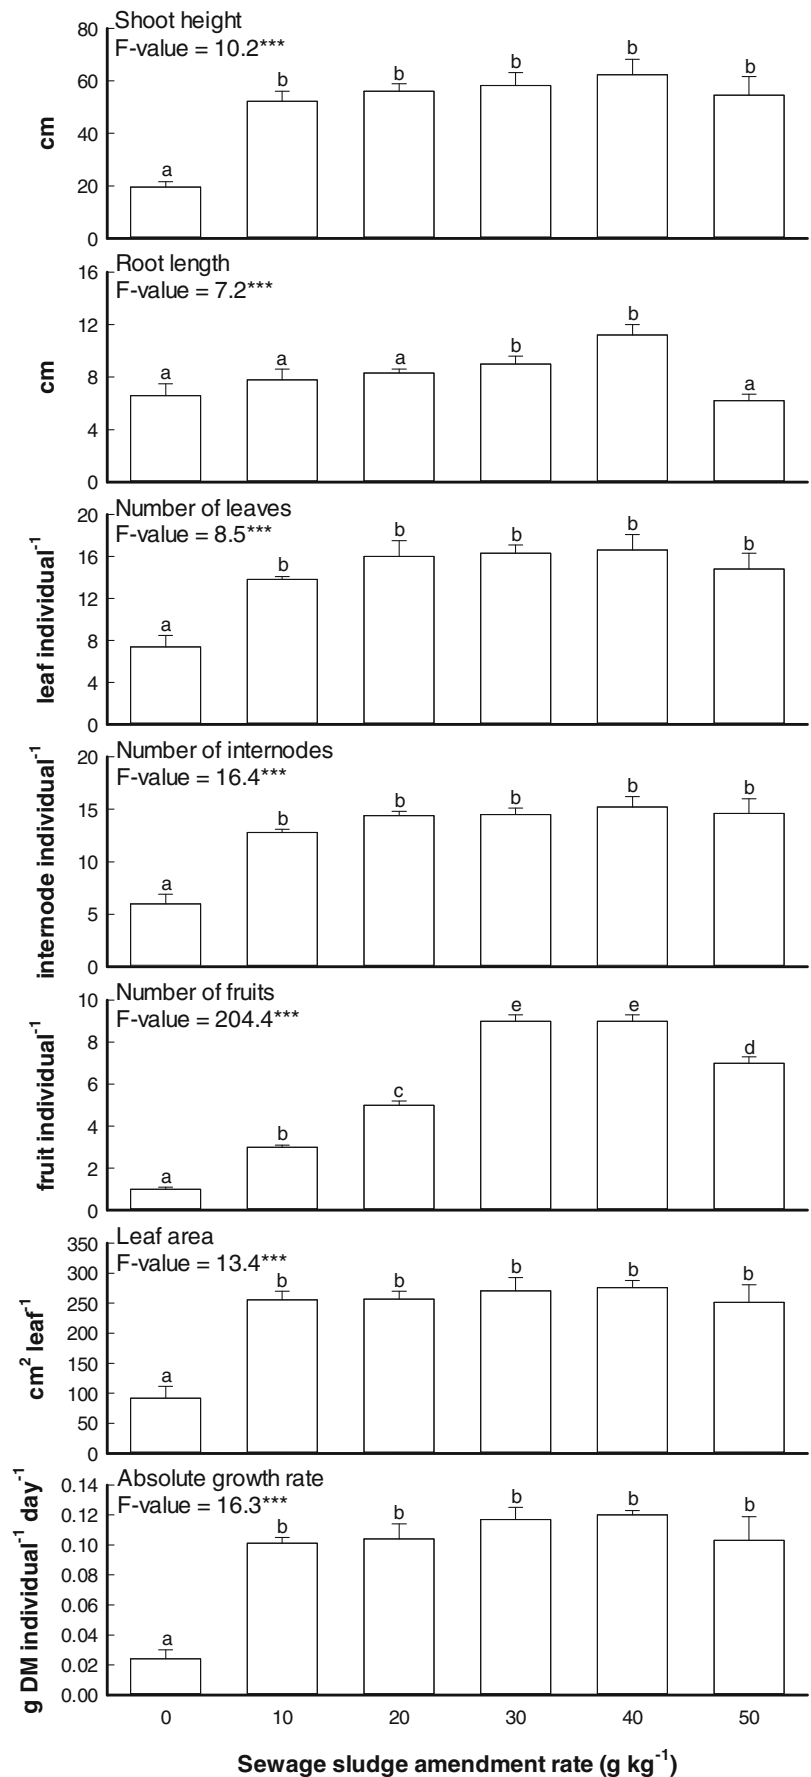 Shoot height
F-value = 10.2***
80
60
40
20
0
cm
a
b
b
b
b
b
Root length
F-value = 7.2***
16
12
8
4
0
cm
a
a
a
b
b
a
Number of leaves
F-value = 8.5***
20
16
12
8
4
0
leaf individual⁻¹
a
b
b
b
b
b
Number of internodes
F-value = 16.4***
20
15
10
5
0
internode individual⁻¹
a
b
b
b
b
b
Number of fruits
F-value = 204.4***
10
8
6
4
2
0
fruit individual⁻¹
a
b
c
e
e
d
Leaf area
F-value = 13.4***
350
300
250
200
150
100
50
0
cm² leaf⁻¹
a
b
b
b
b
b
Absolute growth rate
F-value = 16.3***
0.14
0.12
0.10
0.08
0.06
0.04
0.02
0.00
g DM individual⁻¹ day⁻¹
a
b
b
b
b
b
0 10 20 30 40 50
Sewage sludge amendment rate (g kg⁻¹)